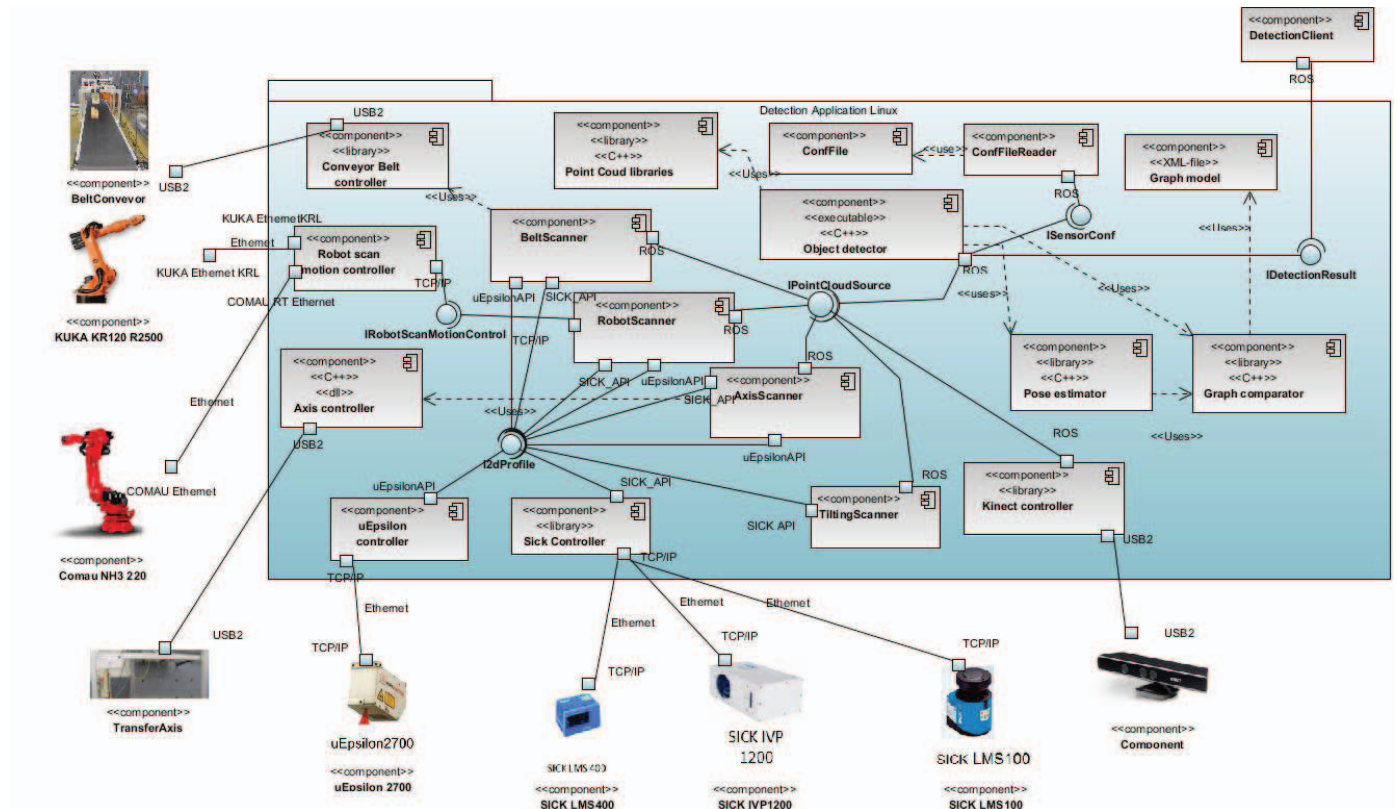 <<component>>
DetectionClient
ROS
Detection Application Linux
USB2
<<component>>
<<library>>
Conveyor Belt
controller
<<component>>
<<library>>
<<C++>>
Point Coud libraries
<<component>>
ConfFile
<<use>>
<<component>>
ConfFileReader
ROS
<<component>>
<<XML-file>>
Graph model
<<component>>
BeltConveyor
USB2
<<Uses>>
<<Uses>>
<<component>>
<<executable>>
<<C++>>
Object detector
ROS
ISensorConf
<<Uses>>
IDetectionResult
KUKA EthernetKRL
Ethernet
KUKA Ethernet KRL
<<component>>
Robot scan
motion controller
TCP/IP
COMAU RT Ethernet
<<component>>
BeltScanner
ROS
uEpsilonAPI
SICK_API
IPointCloudSource
<<uses>>
<<Uses>>
<<component>>
KUKA KR120 R2500
IRobotScanMotionControl
<<component>>
RobotScanner
ROS
TCP/IP
SICK_API
uEpsilonAPI
ROS
<<component>>
<<C++>>
<<dll>>
Axis controller
USB2
<<Uses>>
<<component>>
AxisScanner
SICK_API
uEpsilonAPI
<<component>>
<<library>>
<<C++>>
Pose estimator
<<component>>
<<library>>
<<C++>>
Graph comparator
<<Uses>>
Ethernet
COMAU Ethernet
<<component>>
Comau NH3 220
I2dProfile
uEpsilonAPI
SICK_API
SICK API
ROS
ROS
<<component>>
uEpsilon
controller
TCP/IP
<<component>>
<<library>>
Sick Controller
TCP/IP
<<component>>
TiltingScanner
<<component>>
<<library>>
Kinect controller
USB2
Ethernet
Ethernet
Ethernet
Ethernet
USB2
TCP/IP
TCP/IP
TCP/IP
TCP/IP
USB2
<<component>>
TransferAxis
uEpsilon2700
<<component>>
uEpsilon 2700
SICK LMS 400
<<component>>
SICK LMS400
SICK IVP
1200
<<component>>
SICK IVP1200
SICK LMS100
<<component>>
SICK LMS100
<<component>>
Component